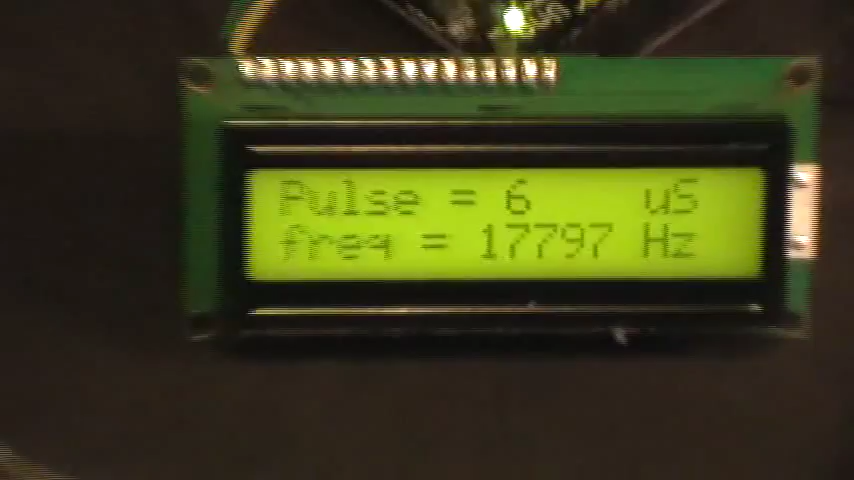 Pulse = 6 uS
freq = 17797 Hz